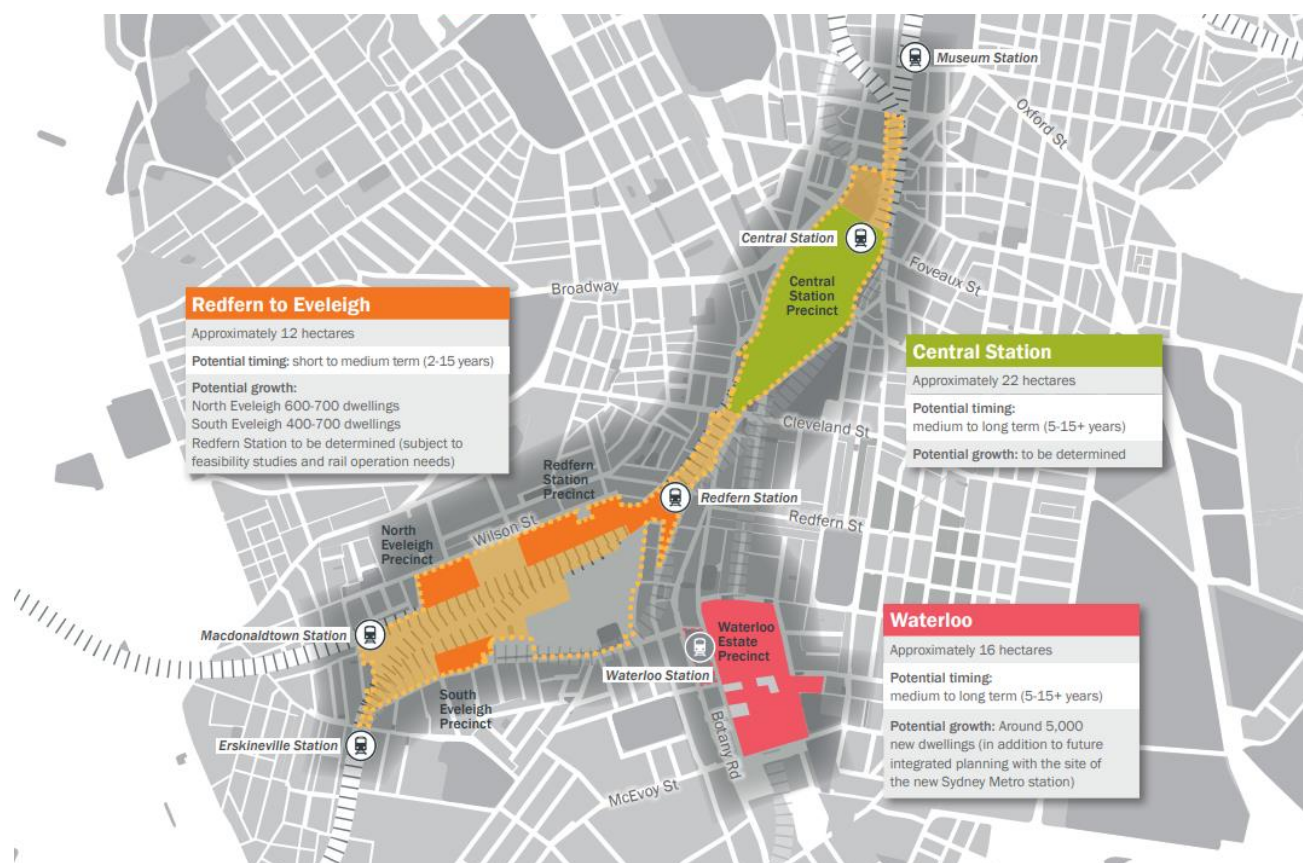 Museum Station
Oxford St
Central Station
Foveaux St
Central
Station
Precinct
Broadway
Redfern to Eveleigh
Approximately 12 hectares
Potential timing: short to medium term (2-15 years)
Potential growth:
North Eveleigh 600-700 dwellings
South Eveleigh 400-700 dwellings
Redfern Station to be determined (subject to
feasibility studies and rail operation needs)
Central Station
Approximately 22 hectares
Potential timing:
medium to long term (5-15+ years)
Potential growth: to be determined
Cleveland St
Redfern
Station
Precinct
Redfern Station
Redfern St
Wilson St
North
Eveleigh
Precinct
Macdonaldtown Station
Waterloo
Estate
Precinct
Waterloo Station
Waterloo
Approximately 16 hectares
Potential timing:
medium to long term (5-15+ years)
Potential growth: Around 5,000
new dwellings (in addition to future
integrated planning with the site of
the new Sydney Metro station)
South
Eveleigh
Precinct
Botany Rd
Erskineville Station
McEvoy St